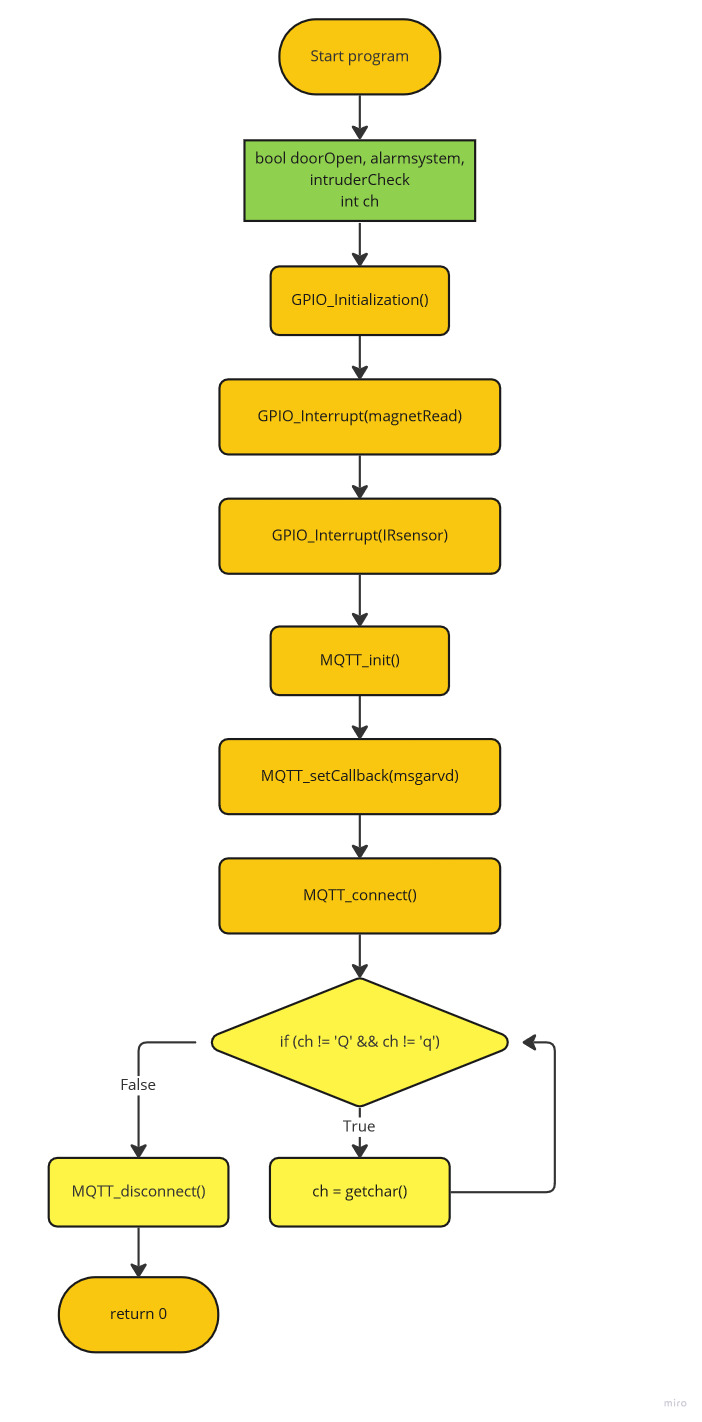 Start program
bool doorOpen, alarmsystem,
intruderCheck
int ch
GPIO_Initialization()
GPIO_Interrupt(magnetRead)
GPIO_Interrupt(IRsensor)
MQTT_init()
MQTT_setCallback(msgarvd)
MQTT_connect()
if (ch != 'Q' && ch != 'q')
False
True
MQTT_disconnect()
ch = getchar()
return 0
miro